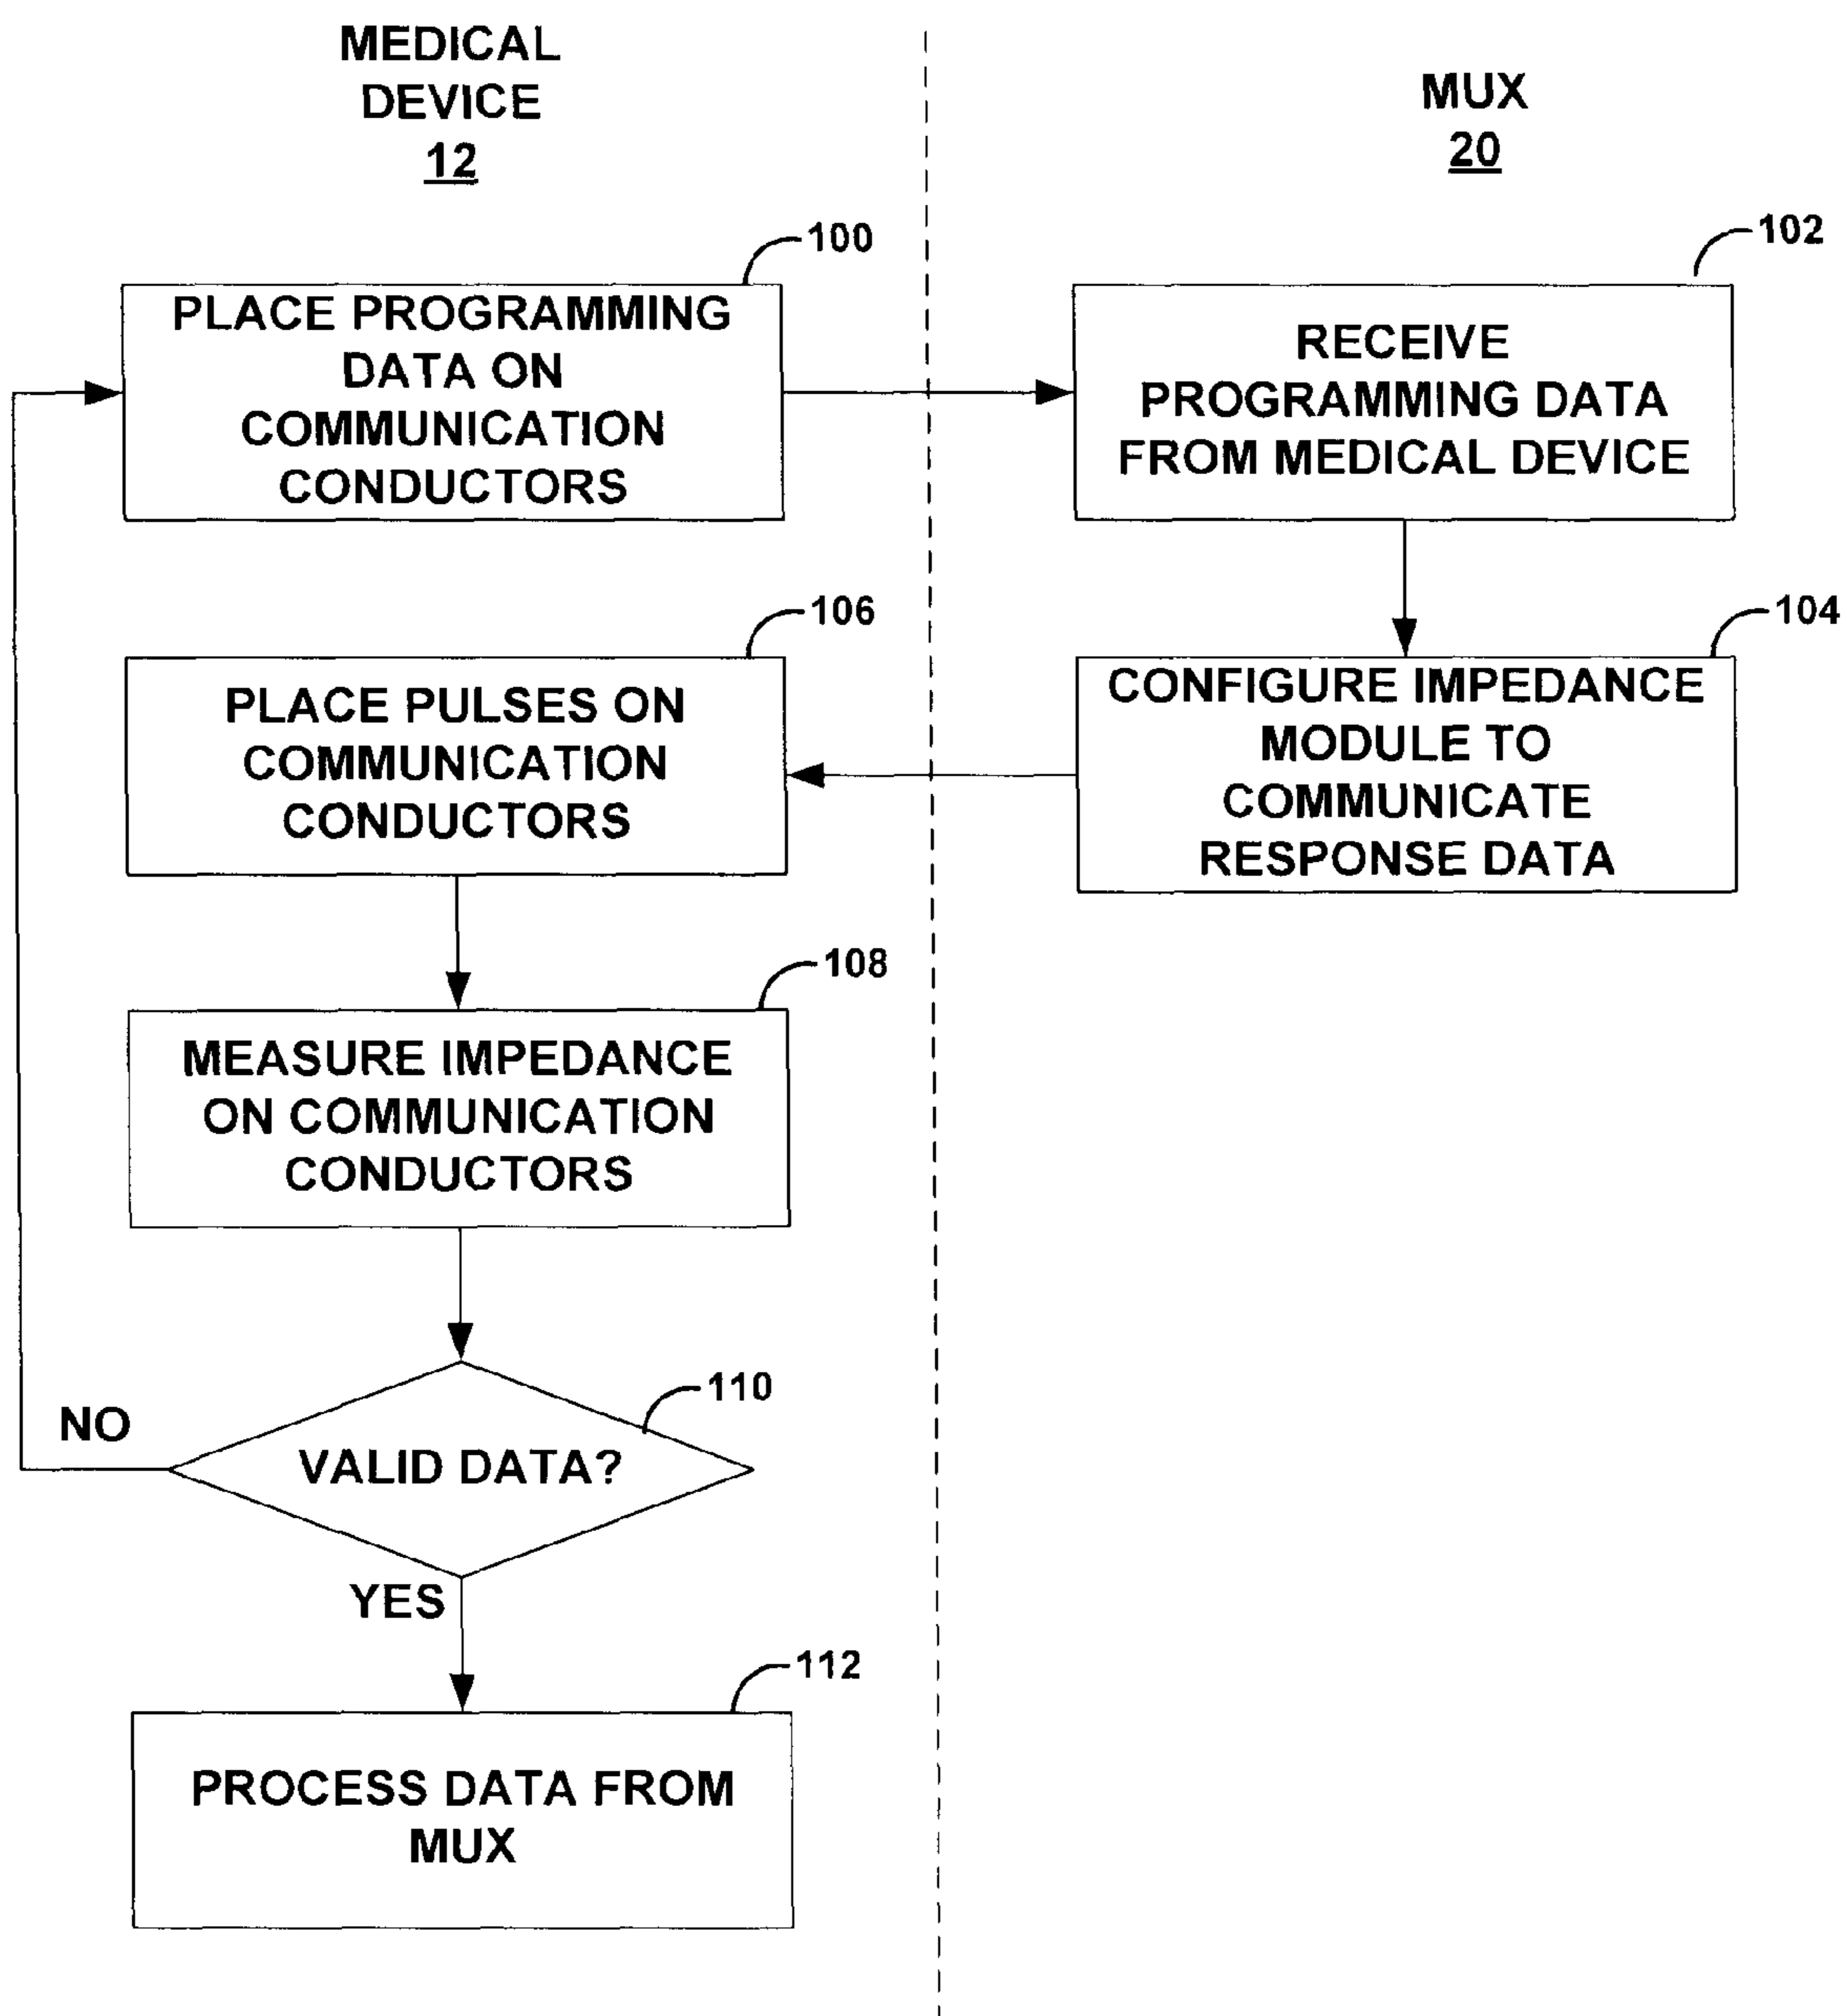 MEDICAL
DEVICE
12
MUX
20
100
PLACE PROGRAMMING
DATA ON
COMMUNICATION
CONDUCTORS
102
RECEIVE
PROGRAMMING DATA
FROM MEDICAL DEVICE
104
CONFIGURE IMPEDANCE
MODULE TO
COMMUNICATE
RESPONSE DATA
106
PLACE PULSES ON
COMMUNICATION
CONDUCTORS
108
MEASURE IMPEDANCE
ON COMMUNICATION
CONDUCTORS
110
VALID DATA?
NO
YES
112
PROCESS DATA FROM
MUX